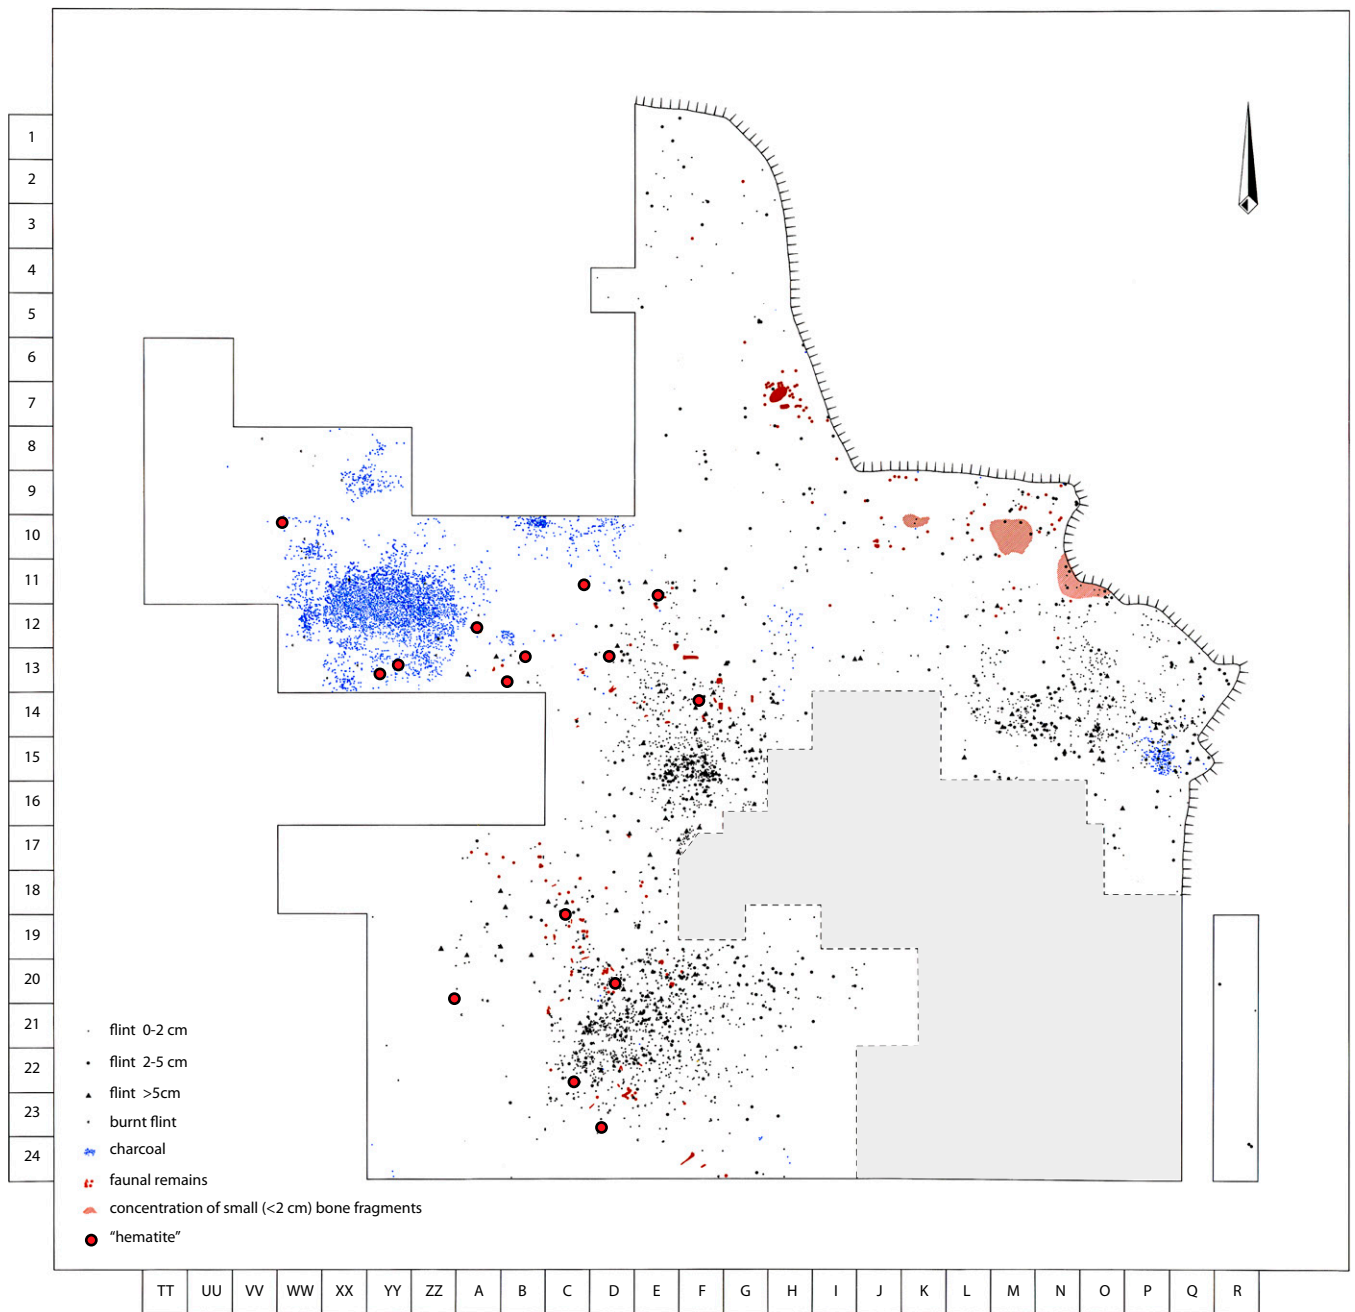 1
2
3
4
5
6
7
8
9
10
11
12
13
14
15
16
17
18
19
20
21
22
23
24
flint 0-2 cm
flint 2-5 cm
flint >5cm
burnt flint
charcoal
faunal remains
concentration of small (<2 cm) bone fragments
“hematite”
TT UU VV WW XX YY ZZ A B C D E F G H I J K L M N O P Q R